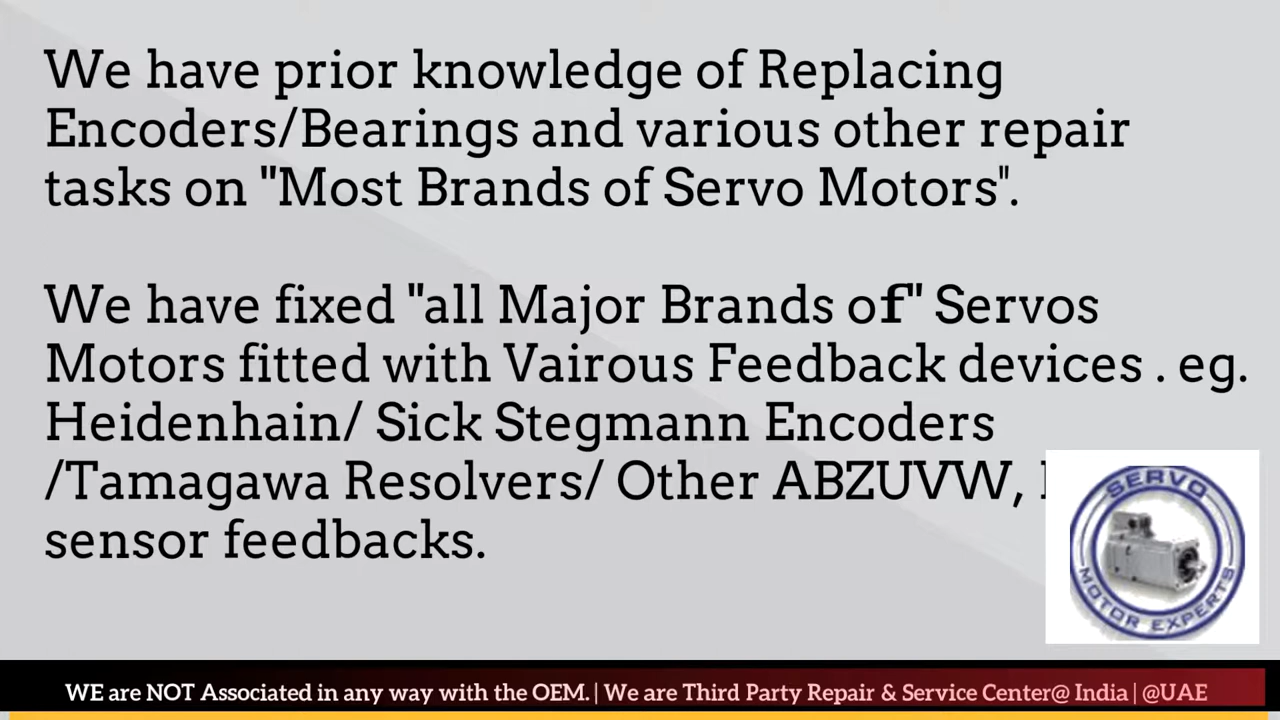 We have prior knowledge of Replacing
Encoders/Bearings and various other repair
tasks on "Most Brands of Servo Motors".
We have fixed "all Major Brands of" Servos
Motors fitted with Vairous Feedback devices . eg.
Heidenhain/ Sick Stegmann Encoders
/Tamagawa Resolvers/ Other ABZUVW,
sensor feedbacks.
SERVO
MOTOR EXPERTS
WE are NOT Associated in any way with the OEM. | We are Third Party Repair & Service Center@ India | @UAE